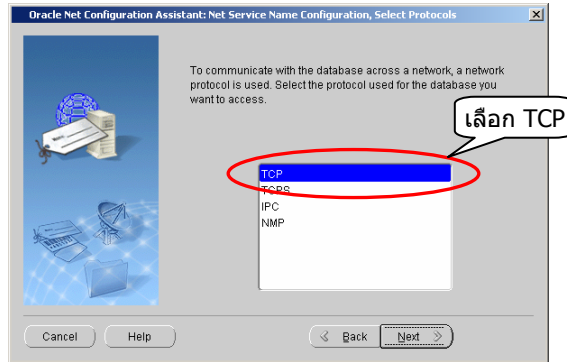 Oracle Net Configuration Assistant: Net Service Name Configuration, Select Protocols
To communicate with the database across a network, a network
protocol is used. Select the protocol used for the database you
want to access.
เลือก TCP
TCP
TCPS
IPC
NMP
Cancel
Help
Back
Next